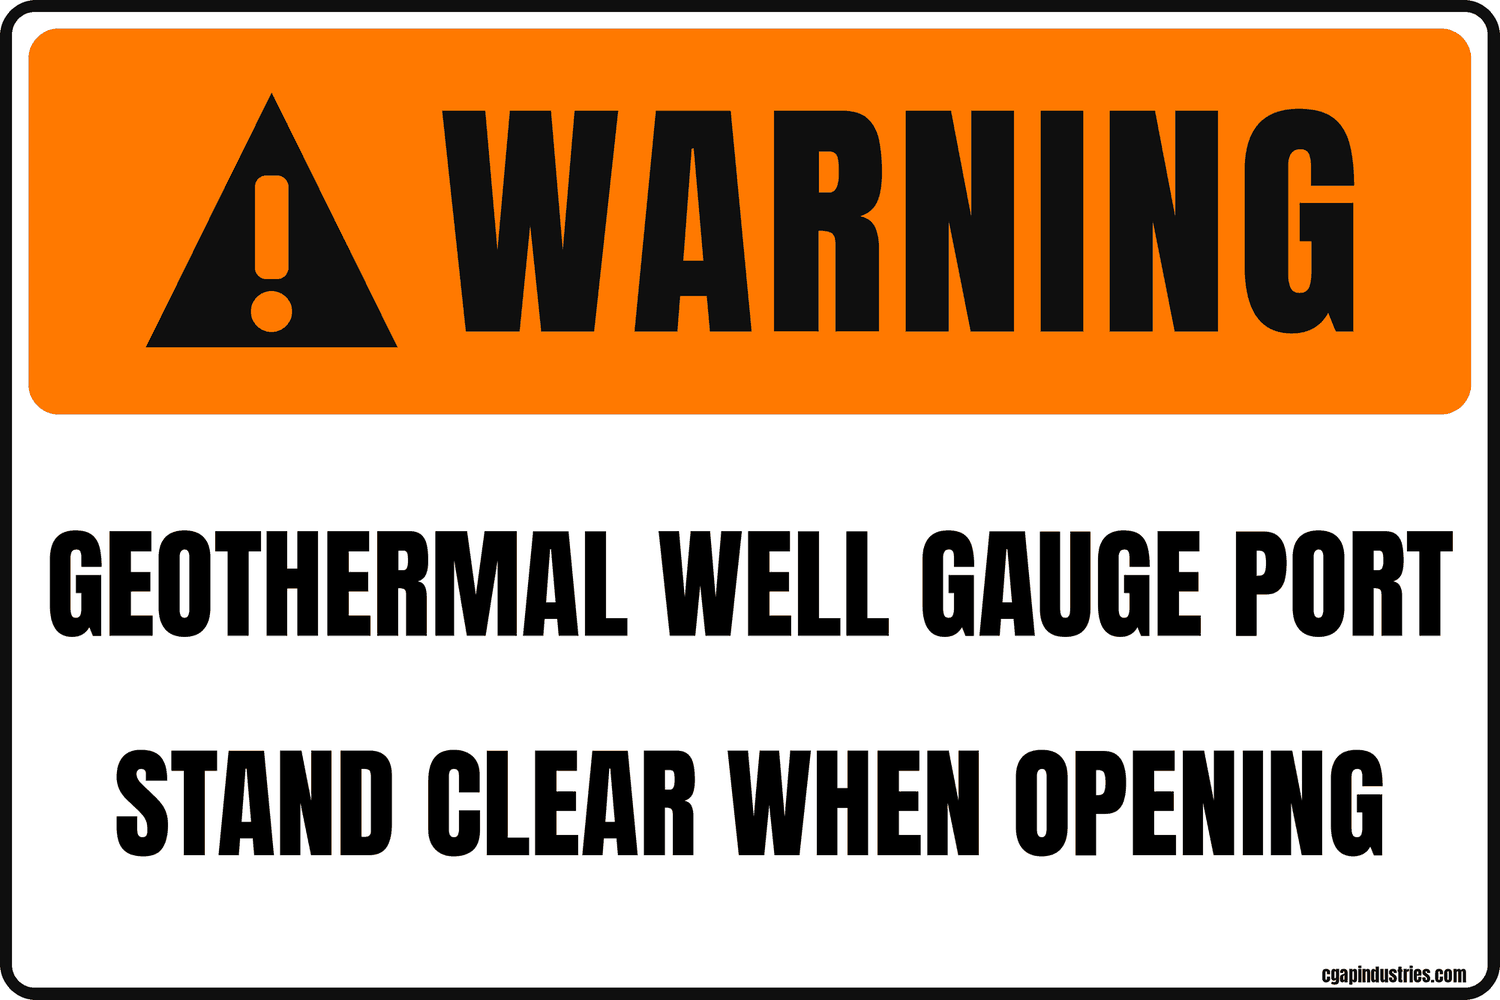 WARNING
GEOTHERMAL WELL GAUGE PORT
STAND CLEAR WHEN OPENING
cgapindustries.com